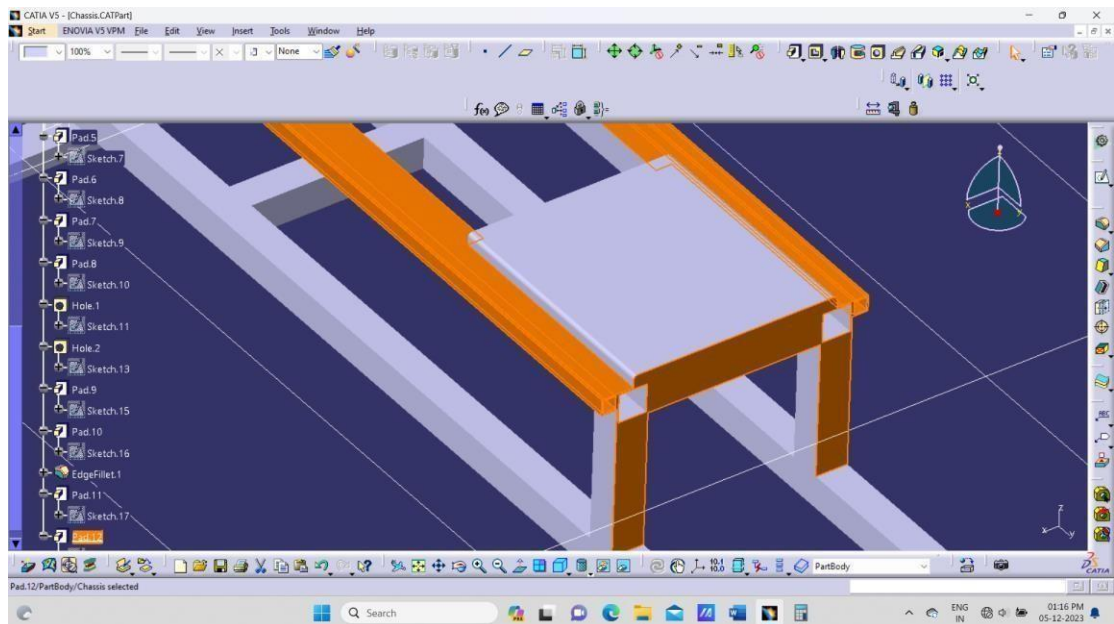 CATIA V5 - [Chassis.CATPart]
Start ENOVIA V5 VPM File Edit View Insert Tools Window Help
100% None
f(x)
Pad.5
Sketch.7
Pad.6
Sketch.8
Pad.7
Sketch.9
Pad.8
Sketch.10
Hole.1
Sketch.11
Hole.2
Sketch.13
Pad.9
Sketch.15
Pad.10
Sketch.16
EdgeFillet.1
Pad.11
Sketch.17
Pad.12
z
x y
PartBody
CATIA
Pad.12/PartBody/Chassis selected
Search
ENG 01:16 PM
IN 05-12-2023